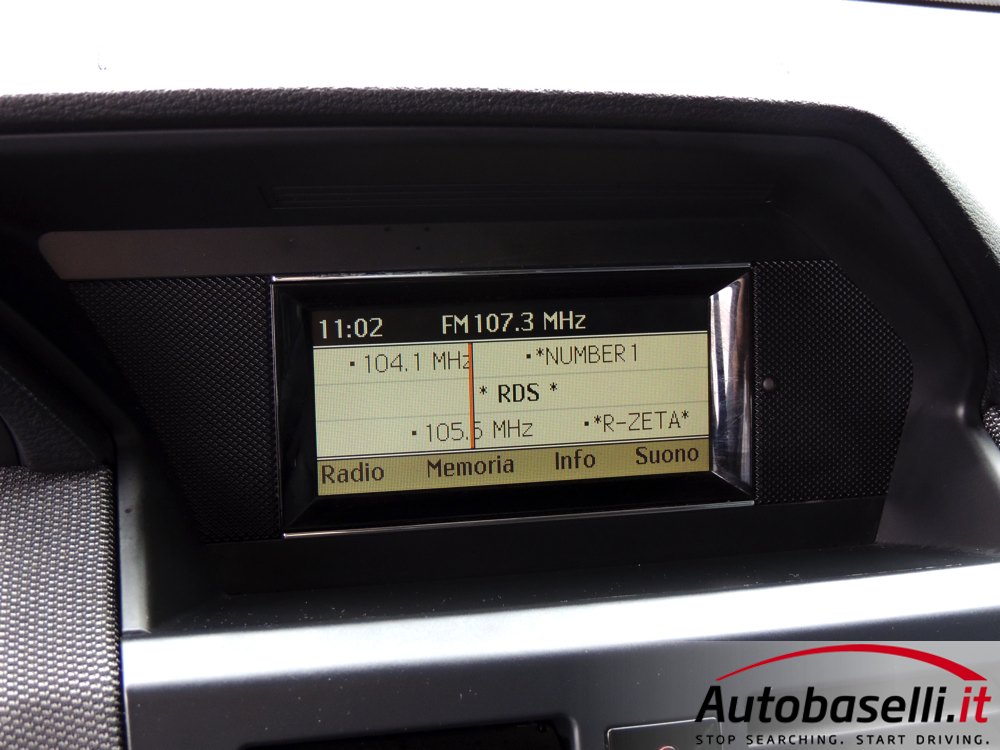 11:02 FM 107.3 MHz
▪ 104.1 MHz ▪ *NUMBER1
* RDS *
▪ 105.5 MHz ▪ *R-ZETA*
Radio Memoria Info Suono
Autobaselli.it
STOP SEARCHING. START DRIVING.